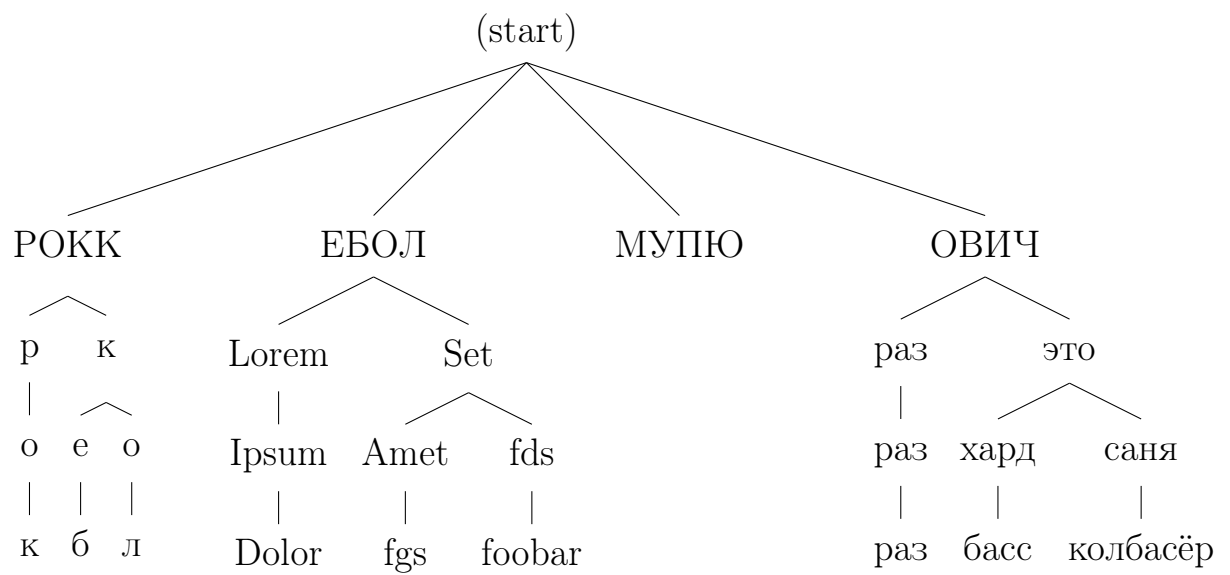 (start)
РОКК ЕБОЛ МУПЮ ОВИЧ
р к Lorem Set раз это
о е о Ipsum Amet fds раз хард саня
к б л Dolor fgs foobar раз басс колбасёр